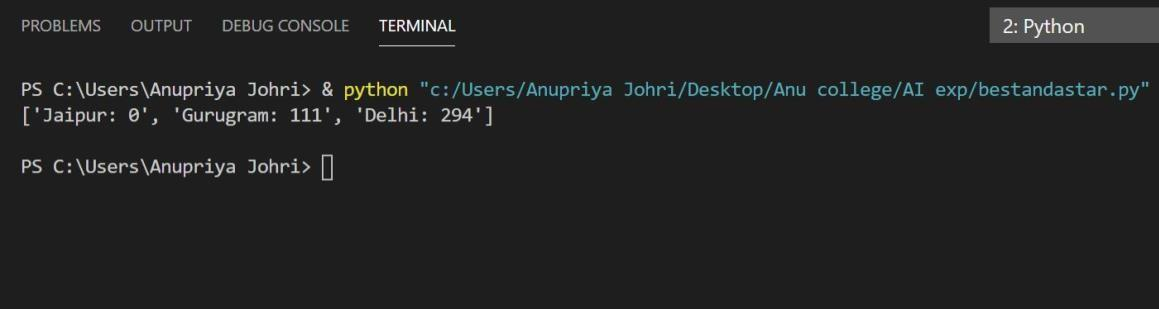 PROBLEMS OUTPUT DEBUG CONSOLE TERMINAL 2: Python
PS C:\Users\Anupriya Johri> & python "c:/Users/Anupriya Johri/Desktop/Anu college/AI exp/bestandastar.py"
['Jaipur: 0', 'Gurugram: 111', 'Delhi: 294']
PS C:\Users\Anupriya Johri>